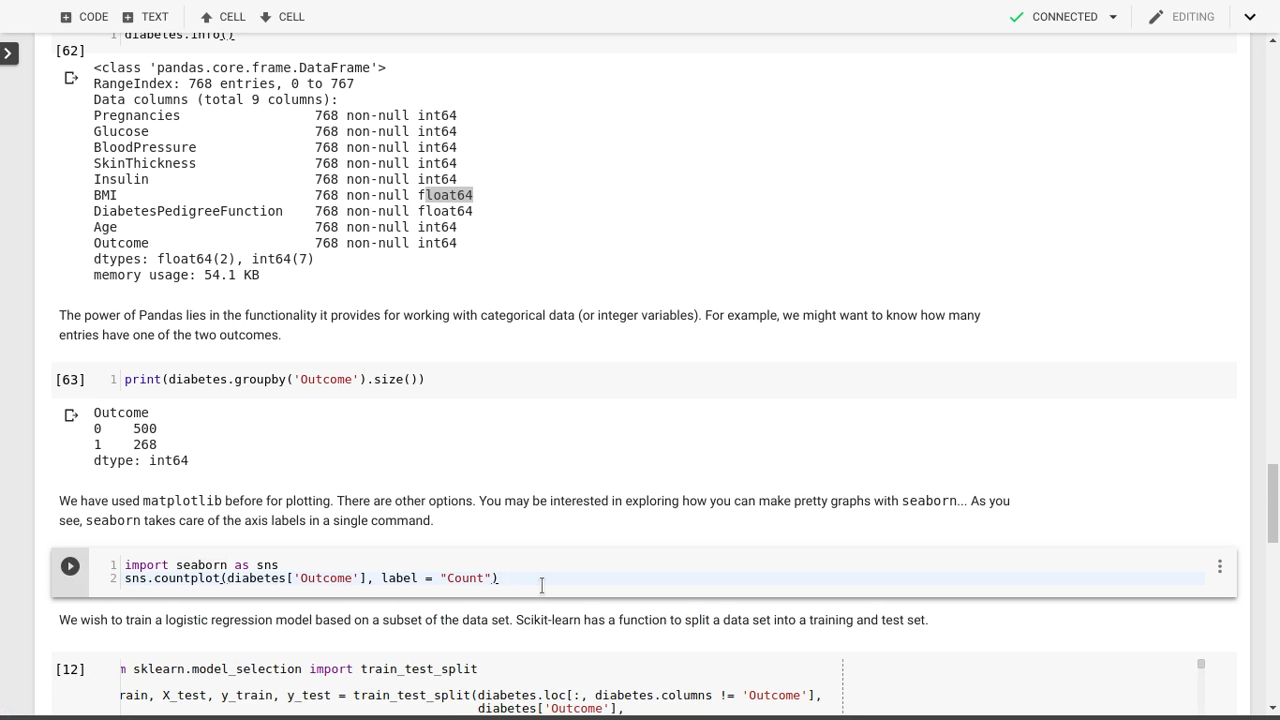 CODE TEXT CELL CELL CONNECTED EDITING
1 diabetes.info()
[62]
<class 'pandas.core.frame.DataFrame'>
RangeIndex: 768 entries, 0 to 767
Data columns (total 9 columns):
Pregnancies 768 non-null int64
Glucose 768 non-null int64
BloodPressure 768 non-null int64
SkinThickness 768 non-null int64
Insulin 768 non-null int64
BMI 768 non-null float64
DiabetesPedigreeFunction 768 non-null float64
Age 768 non-null int64
Outcome 768 non-null int64
dtypes: float64(2), int64(7)
memory usage: 54.1 KB
The power of Pandas lies in the functionality it provides for working with categorical data (or integer variables). For example, we might want to know how many
entries have one of the two outcomes.
[63] 1 print(diabetes.groupby('Outcome').size())
Outcome
0 500
1 268
dtype: int64
We have used matplotlib before for plotting. There are other options. You may be interested in exploring how you can make pretty graphs with seaborn... As you
see, seaborn takes care of the axis labels in a single command.
1 import seaborn as sns
2 sns.countplot(diabetes['Outcome'], label = "Count")
We wish to train a logistic regression model based on a subset of the data set. Scikit-learn has a function to split a data set into a training and test set.
[12] m sklearn.model_selection import train_test_split
rain, X_test, y_train, y_test = train_test_split(diabetes.loc[:, diabetes.columns != 'Outcome'],
diabetes['Outcome'],